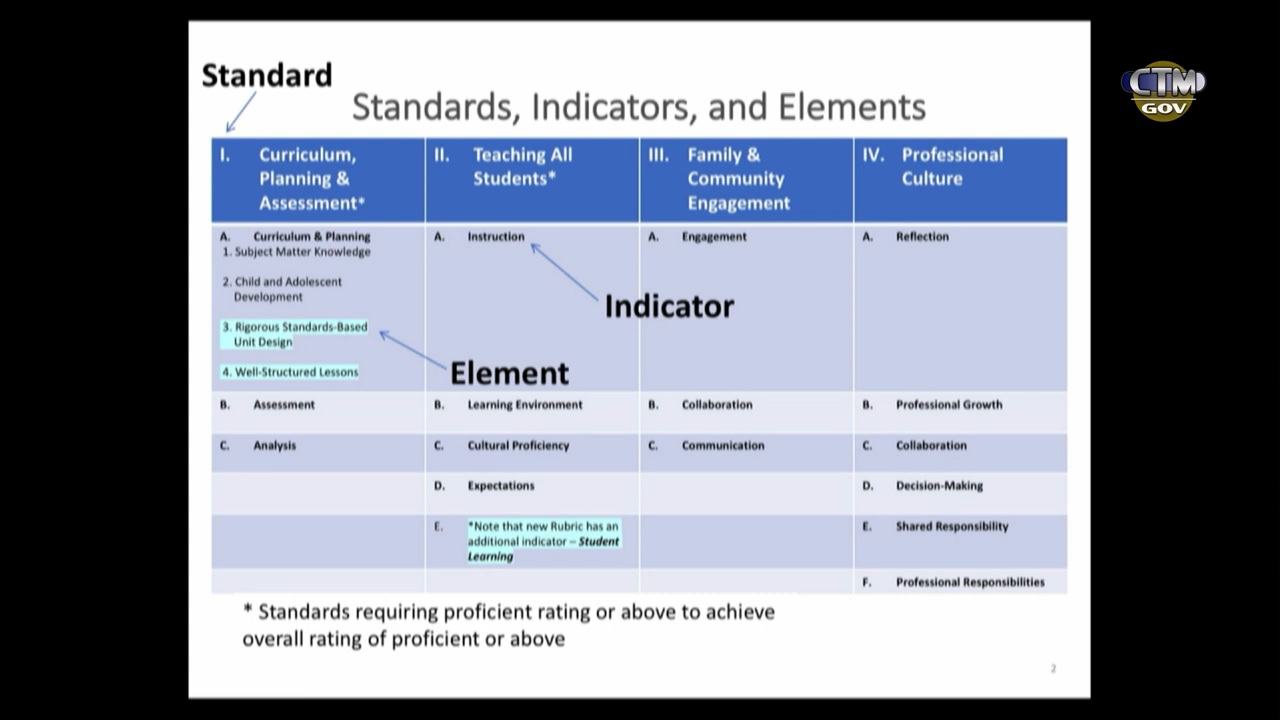 CTM
GOV
Standard
Standards, Indicators, and Elements
I. Curriculum,
Planning &
Assessment*
II. Teaching All
Students*
III. Family &
Community
Engagement
IV. Professional
Culture
A. Curriculum & Planning
1. Subject Matter Knowledge
2. Child and Adolescent
Development
3. Rigorous Standards-Based
Unit Design
4. Well-Structured Lessons
A. Instruction
A. Engagement
A. Reflection
Indicator
Element
B. Assessment
B. Learning Environment
B. Collaboration
B. Professional Growth
C. Analysis
C. Cultural Proficiency
C. Communication
C. Collaboration
D. Expectations
D. Decision-Making
E. *Note that new Rubric has an
additional indicator – Student
Learning
E. Shared Responsibility
F. Professional Responsibilities
* Standards requiring proficient rating or above to achieve
overall rating of proficient or above
2